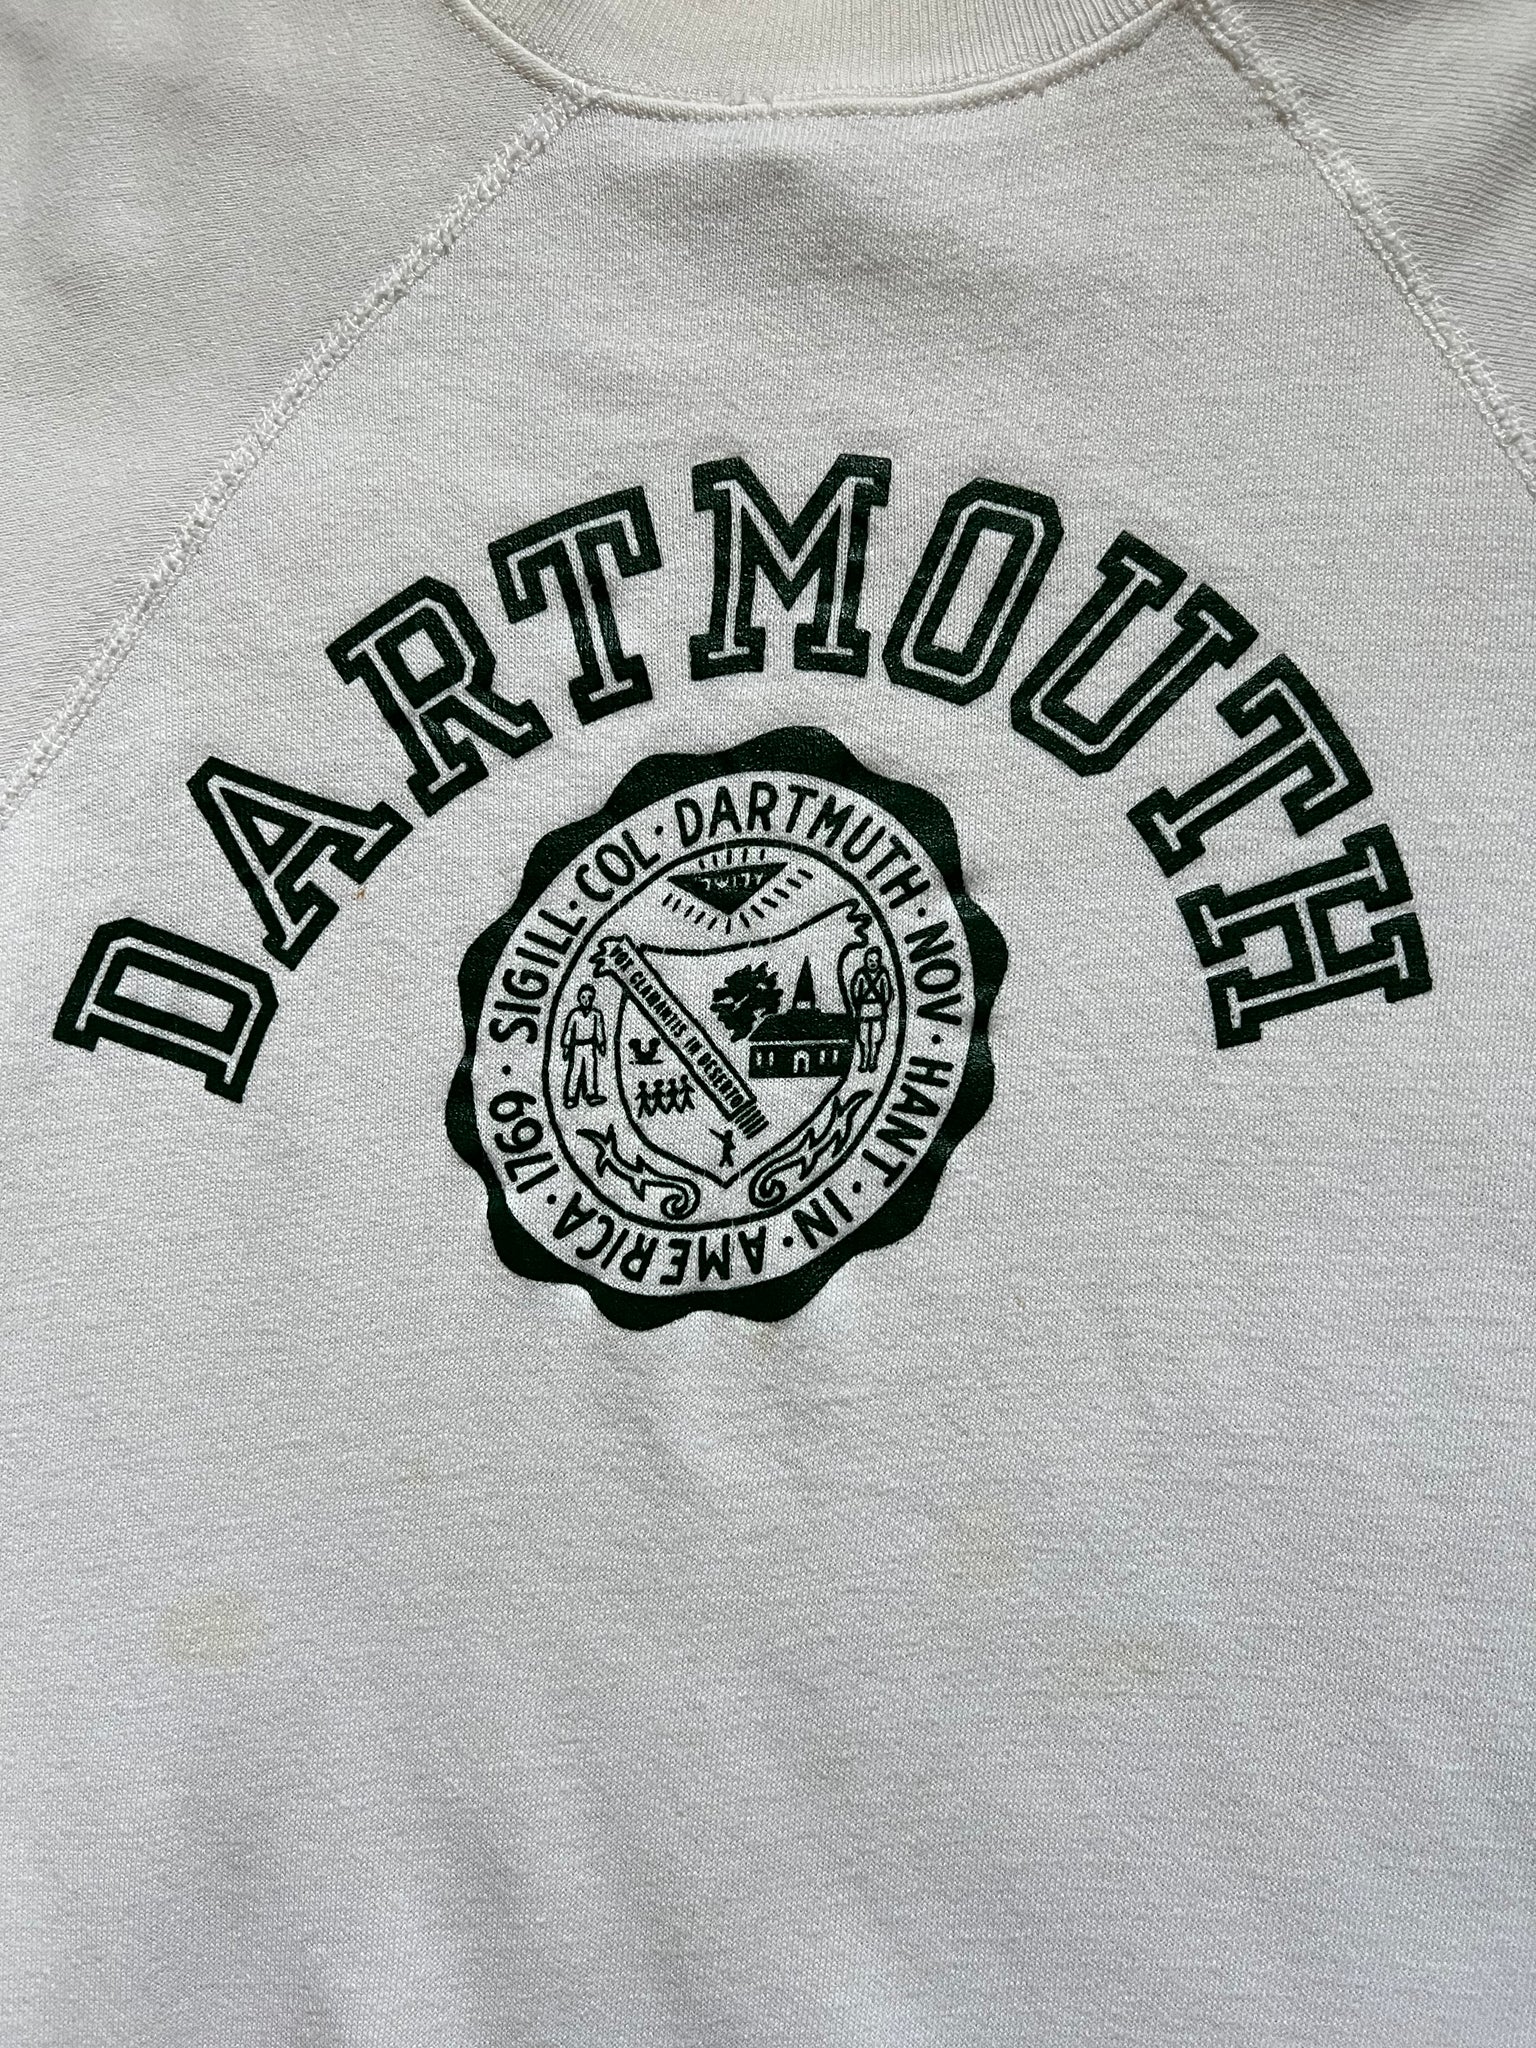 DARTMOUTH
SIGILL · COL · DARTMUTH · NOV · HANT · IN · AMERICA · 1769 ·
VOX CLAMANTIS IN DESERTO